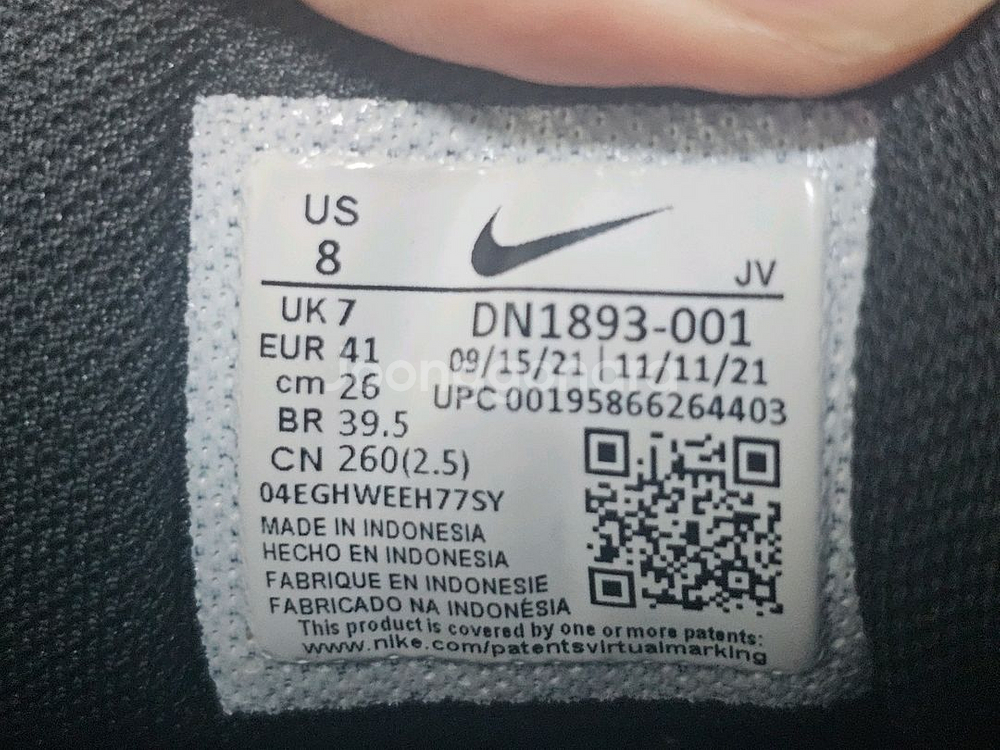 US
8
JV
UK 7
DN1893-001
EUR 41
09/15/21 | 11/11/21
cm 26
UPC 00195866264403
BR 39.5
CN 260(2.5)
04EGHWEEH77SY
MADE IN INDONESIA
HECHO EN INDONESIA
FABRIQUE EN INDONESIE
FABRICADO NA INDONÉSIA
This product is covered by one or more patents:
www.nike.com/patentsvirtualmarking